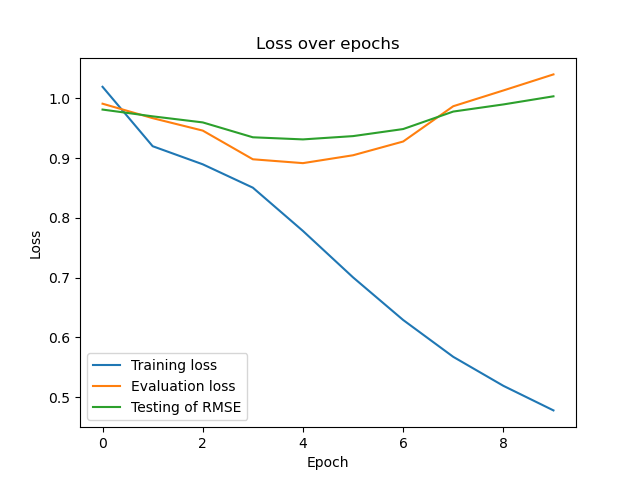 Loss over epochs
Loss
1.0
0.9
0.8
0.7
0.6
0.5
Training loss
Evaluation loss
Testing of RMSE
0 2 4 6 8
Epoch